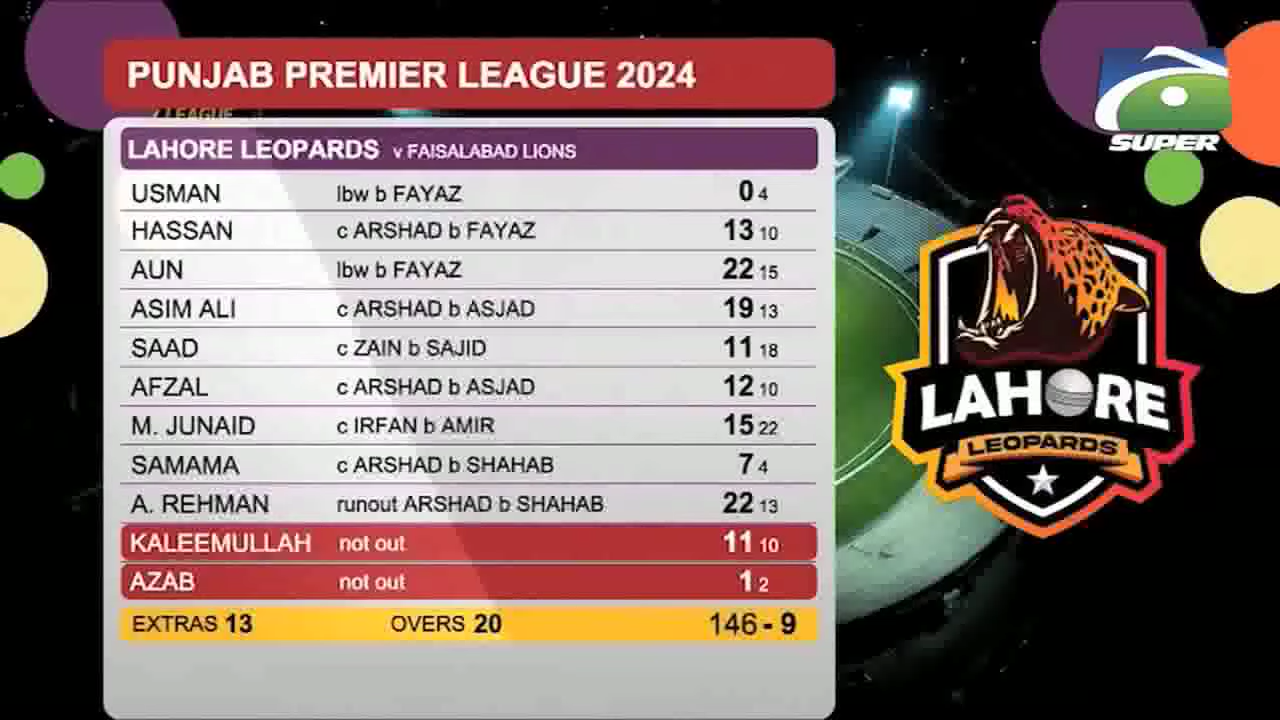 PUNJAB PREMIER LEAGUE 2024
LEAGUE
LAHORE LEOPARDS v FAISALABAD LIONS
USMAN lbw b FAYAZ 0 4
HASSAN c ARSHAD b FAYAZ 13 10
AUN lbw b FAYAZ 22 15
ASIM ALI c ARSHAD b ASJAD 19 13
SAAD c ZAIN b SAJID 11 18
AFZAL c ARSHAD b ASJAD 12 10
M. JUNAID c IRFAN b AMIR 15 22
SAMAMA c ARSHAD b SHAHAB 7 4
A. REHMAN runout ARSHAD b SHAHAB 22 13
KALEEMULLAH not out 11 10
AZAB not out 1 2
EXTRAS 13 OVERS 20 146 - 9
SUPER
LAHORE
LEOPARDS